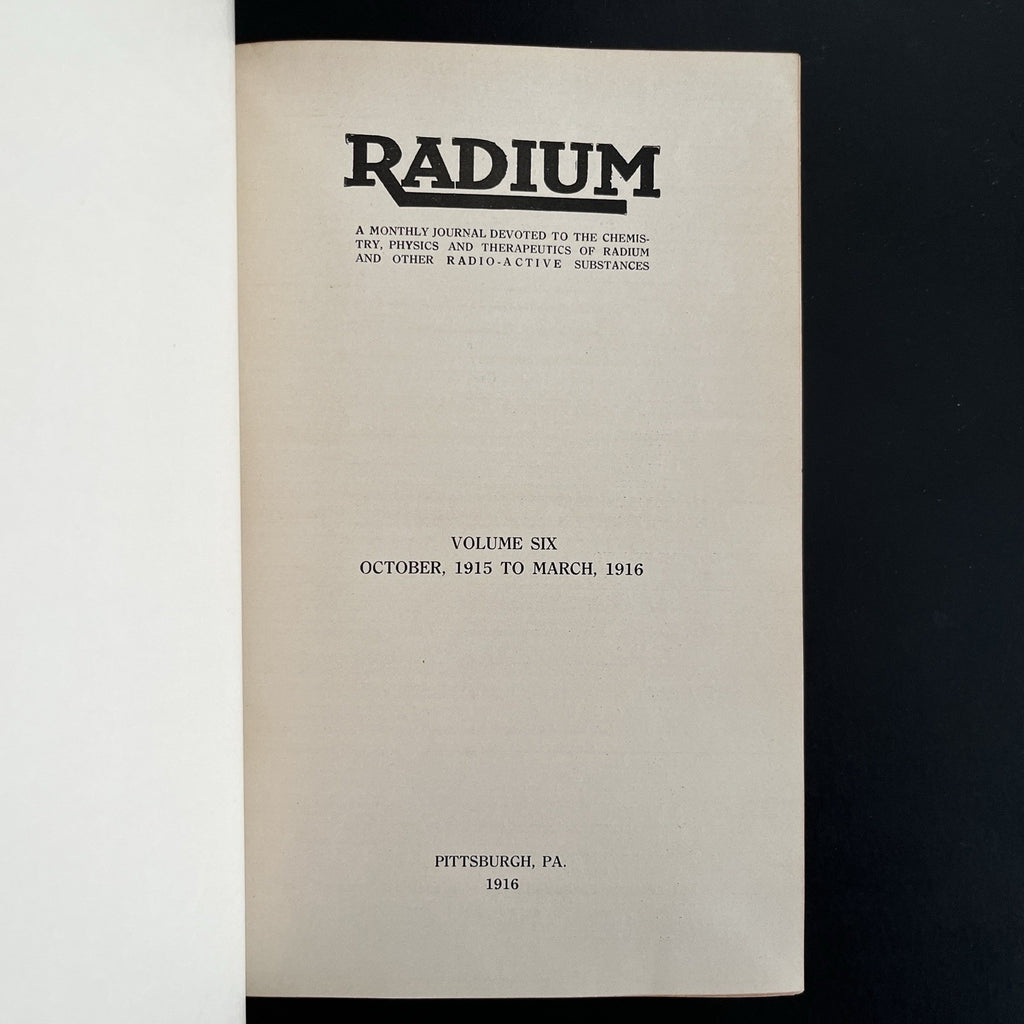 RADIUM
A MONTHLY JOURNAL DEVOTED TO THE CHEMIS-
TRY, PHYSICS AND THERAPEUTICS OF RADIUM
AND OTHER RADIO-ACTIVE SUBSTANCES
VOLUME SIX
OCTOBER, 1915 TO MARCH, 1916
PITTSBURGH, PA.
1916